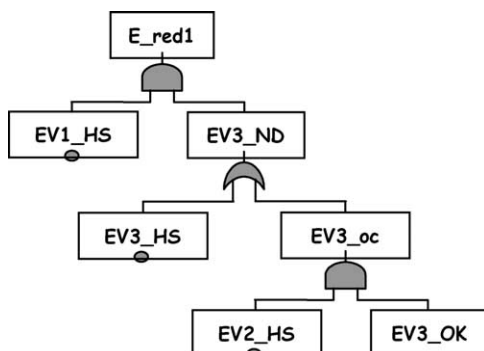 E_red1
EV1_HS
EV3_ND
EV3_HS
EV3_oc
EV2_HS
EV3_OK